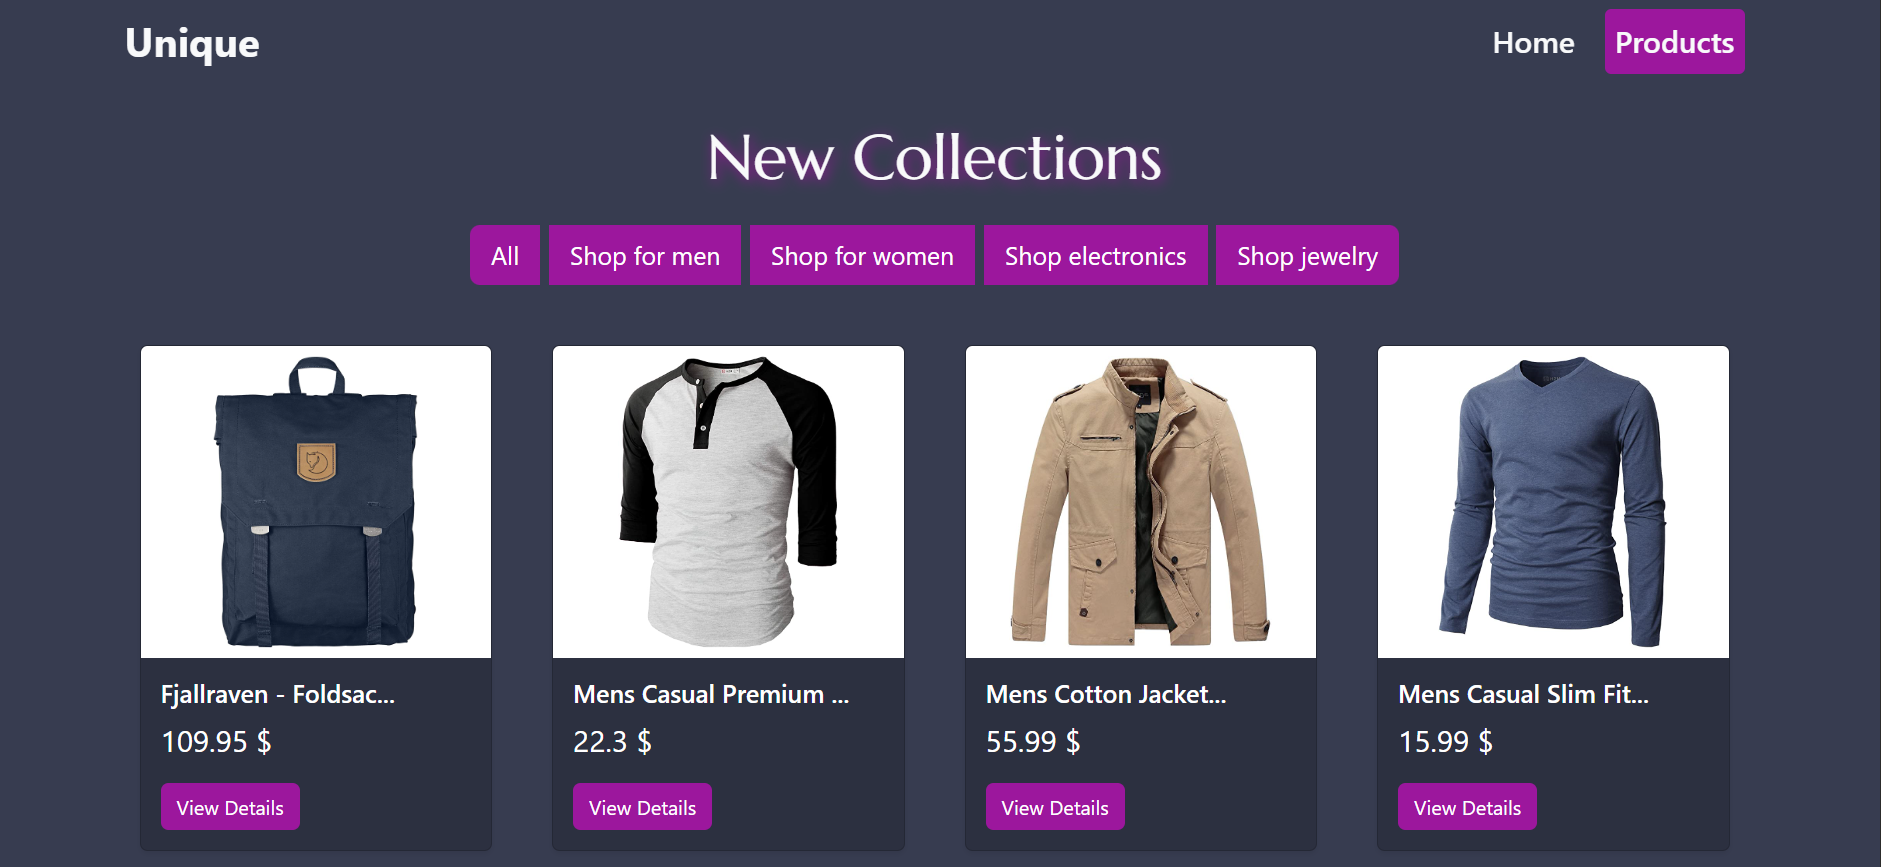 Unique
Home
Products
New Collections
All
Shop for men
Shop for women
Shop electronics
Shop jewelry
Fjallraven - Foldsac...
109.95 $
View Details
Mens Casual Premium ...
22.3 $
View Details
Mens Cotton Jacket...
55.99 $
View Details
Mens Casual Slim Fit...
15.99 $
View Details